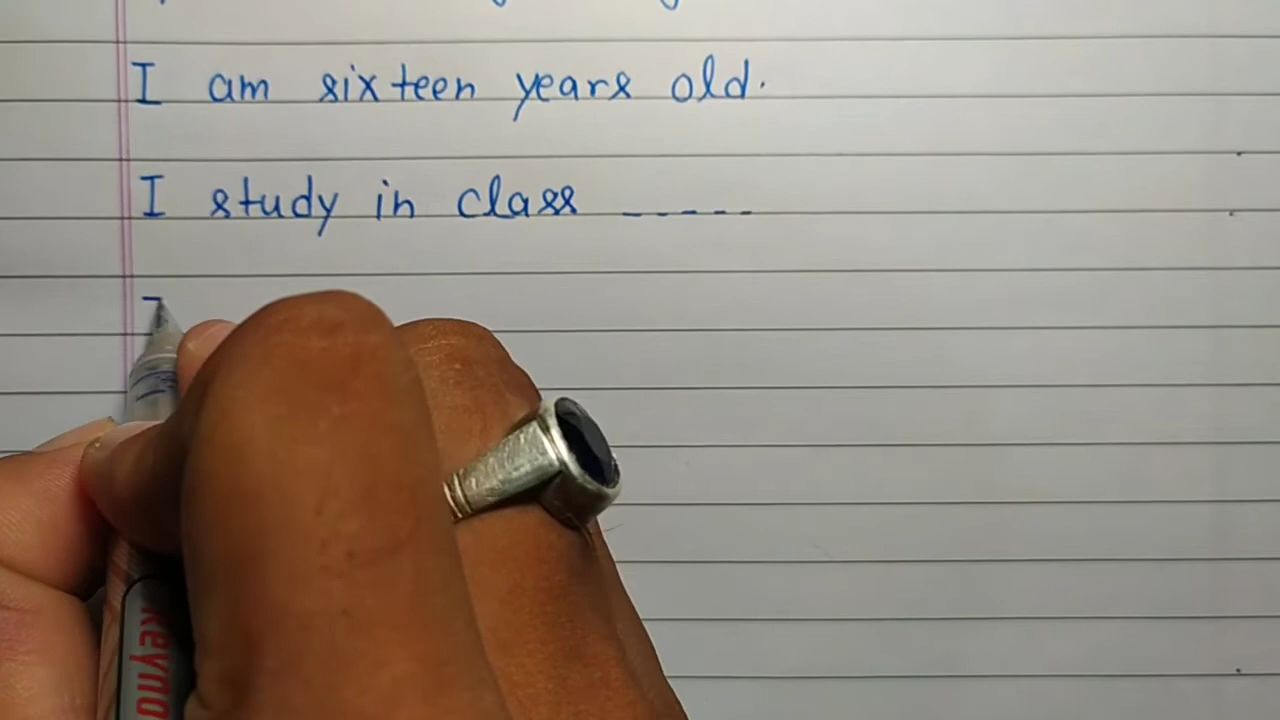 I am sixteen years old.
I study in class -----